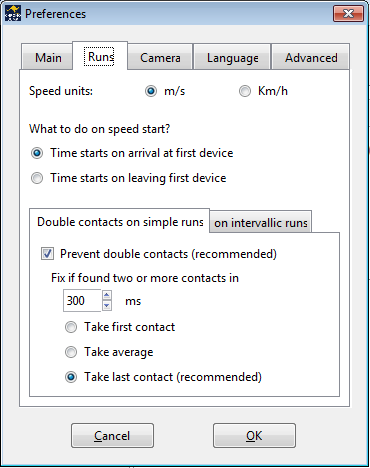 Preferences
Main Runs Camera Language Advanced
Speed units: m/s Km/h
What to do on speed start?
Time starts on arrival at first device
Time starts on leaving first device
Double contacts on simple runs on intervallic runs
Prevent double contacts (recommended)
Fix if found two or more contacts in
300 ms
Take first contact
Take average
Take last contact (recommended)
Cancel OK